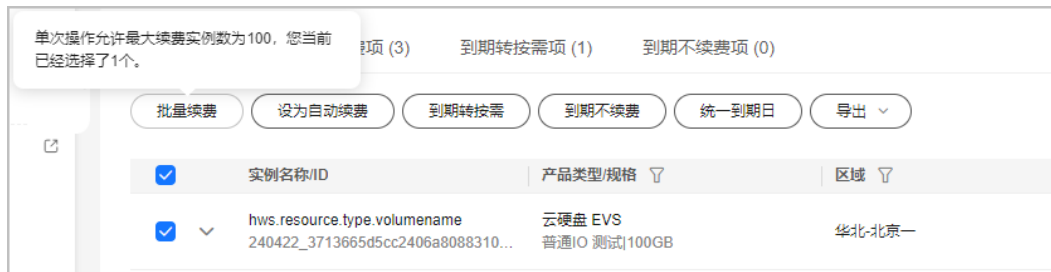 单次操作允许最大续费实例数为100，您当前
已经选择了1个。
费项 (3) 到期转按需项 (1) 到期不续费项 (0)
批量续费 设为自动续费 到期转按需 到期不续费 统一到期日 导出
实例名称/ID 产品类型/规格 区域
hws.resource.type.volumename 云硬盘 EVS
240422_3713665d5cc2406a8088310... 普通IO 测试|100GB 华北-北京一